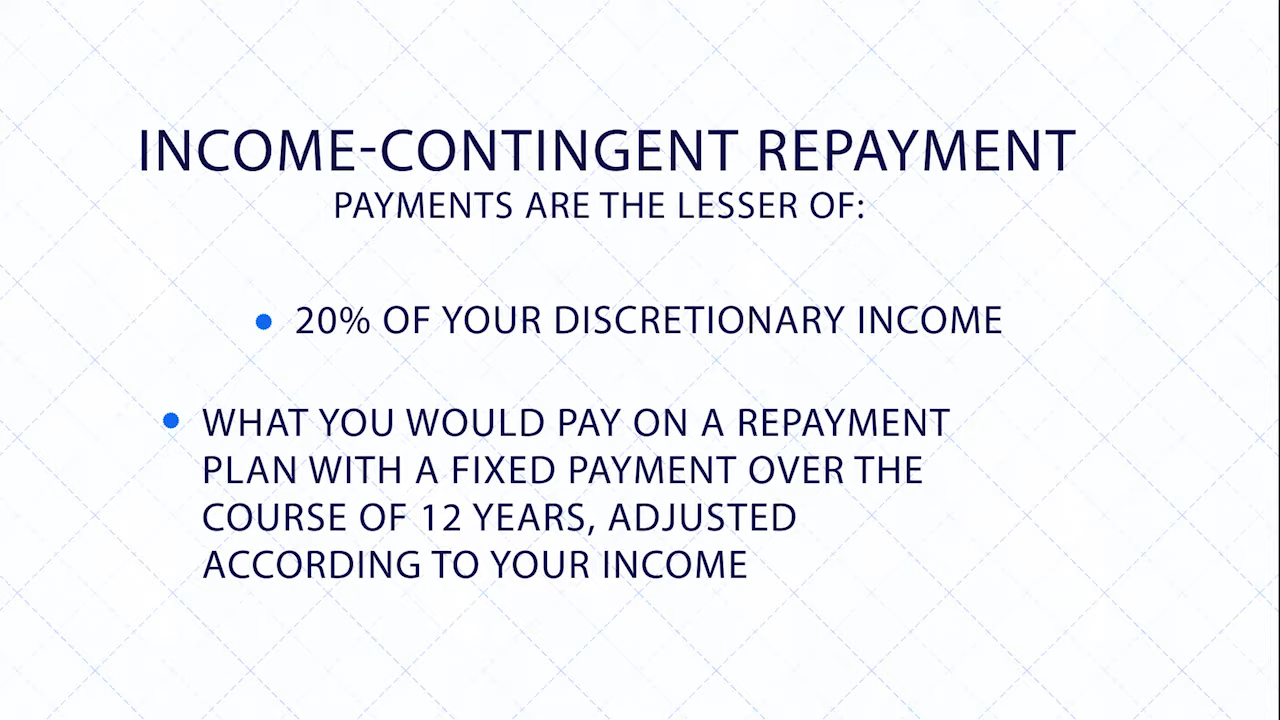 INCOME-CONTINGENT REPAYMENT
PAYMENTS ARE THE LESSER OF:
20% OF YOUR DISCRETIONARY INCOME
WHAT YOU WOULD PAY ON A REPAYMENT
PLAN WITH A FIXED PAYMENT OVER THE
COURSE OF 12 YEARS, ADJUSTED
ACCORDING TO YOUR INCOME